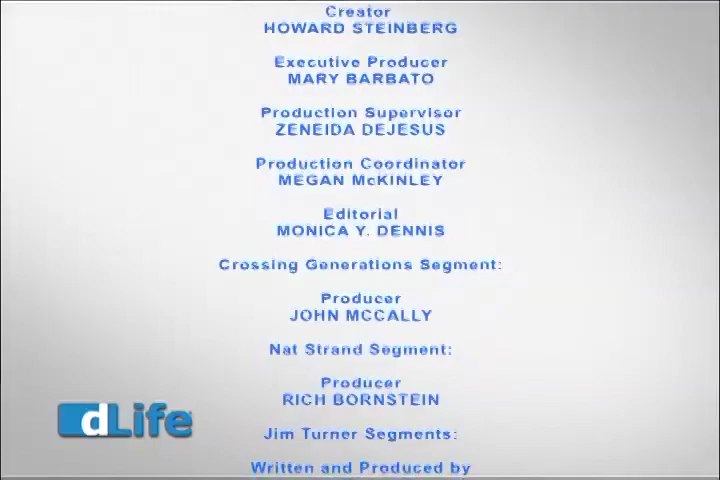 Creator
HOWARD STEINBERG
Executive Producer
MARY BARBATO
Production Supervisor
ZENEIDA DEJESUS
Production Coordinator
MEGAN McKINLEY
Editorial
MONICA Y. DENNIS
Crossing Generations Segment:
Producer
JOHN MCCALLY
Nat Strand Segment:
Producer
RICH BORNSTEIN
dLife
Jim Turner Segments:
Written and Produced by